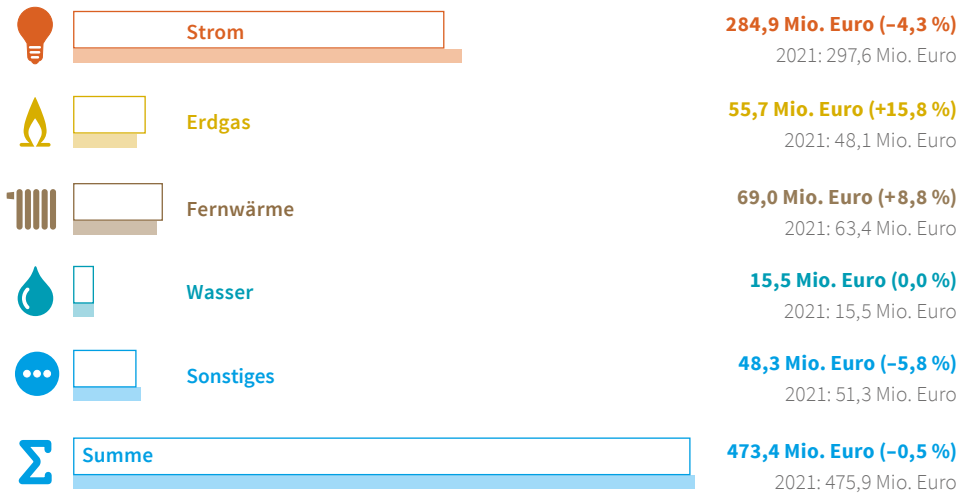 Strom
284,9 Mio. Euro (–4,3 %)
2021: 297,6 Mio. Euro
Erdgas
55,7 Mio. Euro (+15,8 %)
2021: 48,1 Mio. Euro
Fernwärme
69,0 Mio. Euro (+8,8 %)
2021: 63,4 Mio. Euro
Wasser
15,5 Mio. Euro (0,0 %)
2021: 15,5 Mio. Euro
Sonstiges
48,3 Mio. Euro (–5,8 %)
2021: 51,3 Mio. Euro
Σ
Summe
473,4 Mio. Euro (–0,5 %)
2021: 475,9 Mio. Euro